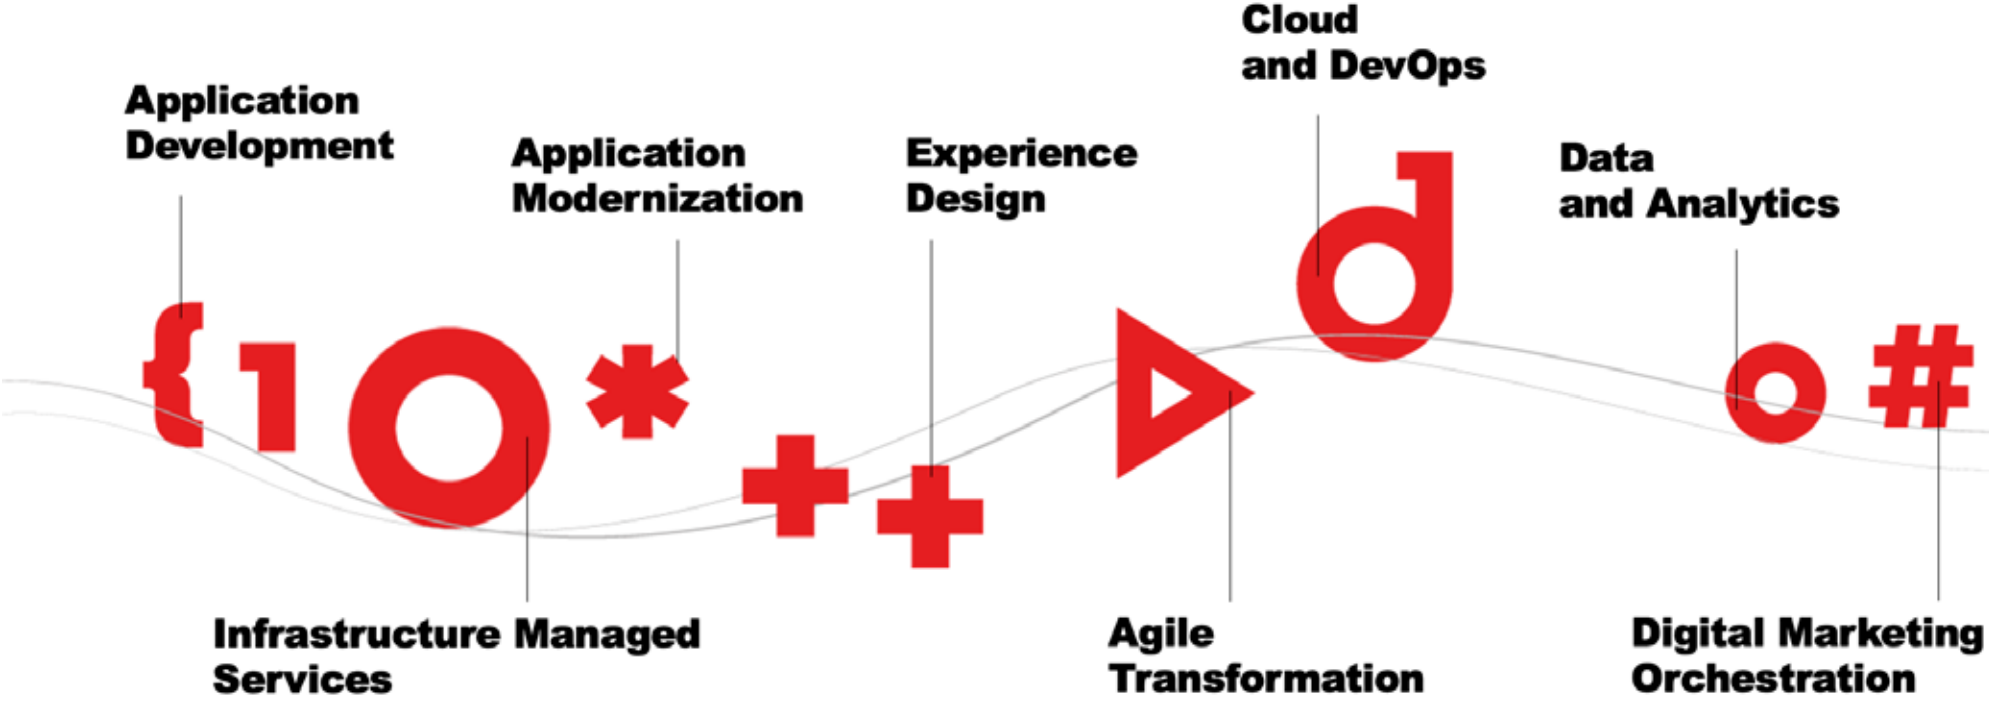 Cloud
and DevOps
Application
Development
Application
Modernization
Experience
Design
Data
and Analytics
{ 1 O * + + d o #
Infrastructure Managed
Services
Agile
Transformation
Digital Marketing
Orchestration